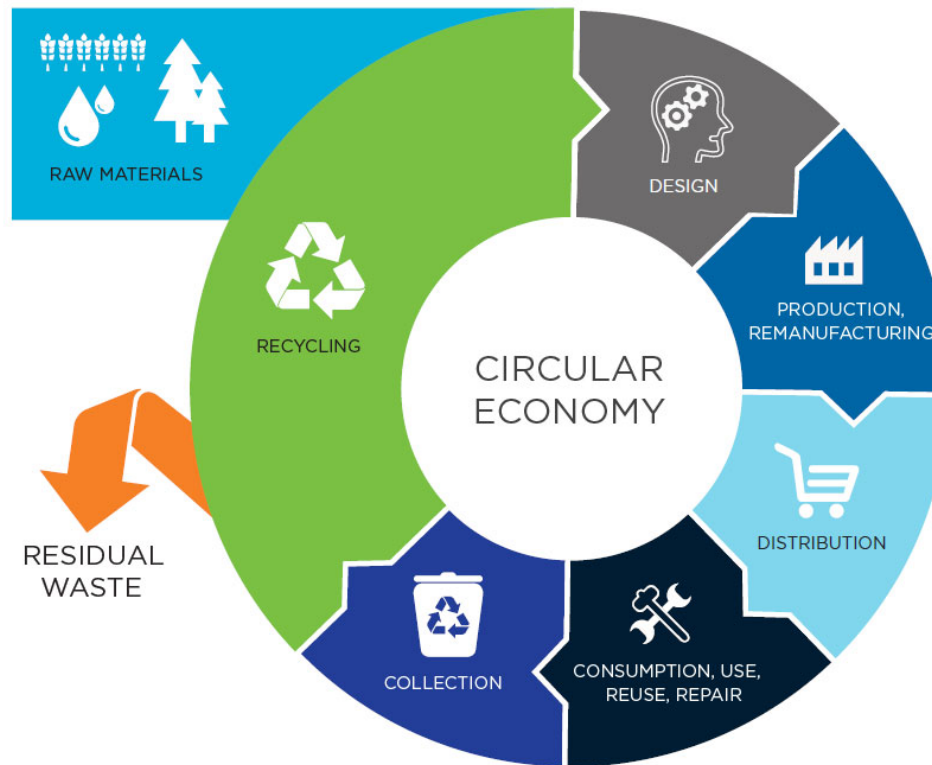 RAW MATERIALS
DESIGN
PRODUCTION,
REMANUFACTURING
RECYCLING
CIRCULAR
ECONOMY
DISTRIBUTION
RESIDUAL
WASTE
COLLECTION
CONSUMPTION, USE,
REUSE, REPAIR